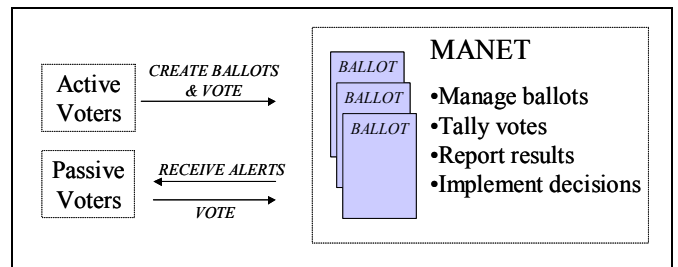 Active
Voters
CREATE BALLOTS
& VOTE
Passive
Voters
RECEIVE ALERTS
VOTE
BALLOT
BALLOT
BALLOT
MANET
•Manage ballots
•Tally votes
•Report results
•Implement decisions